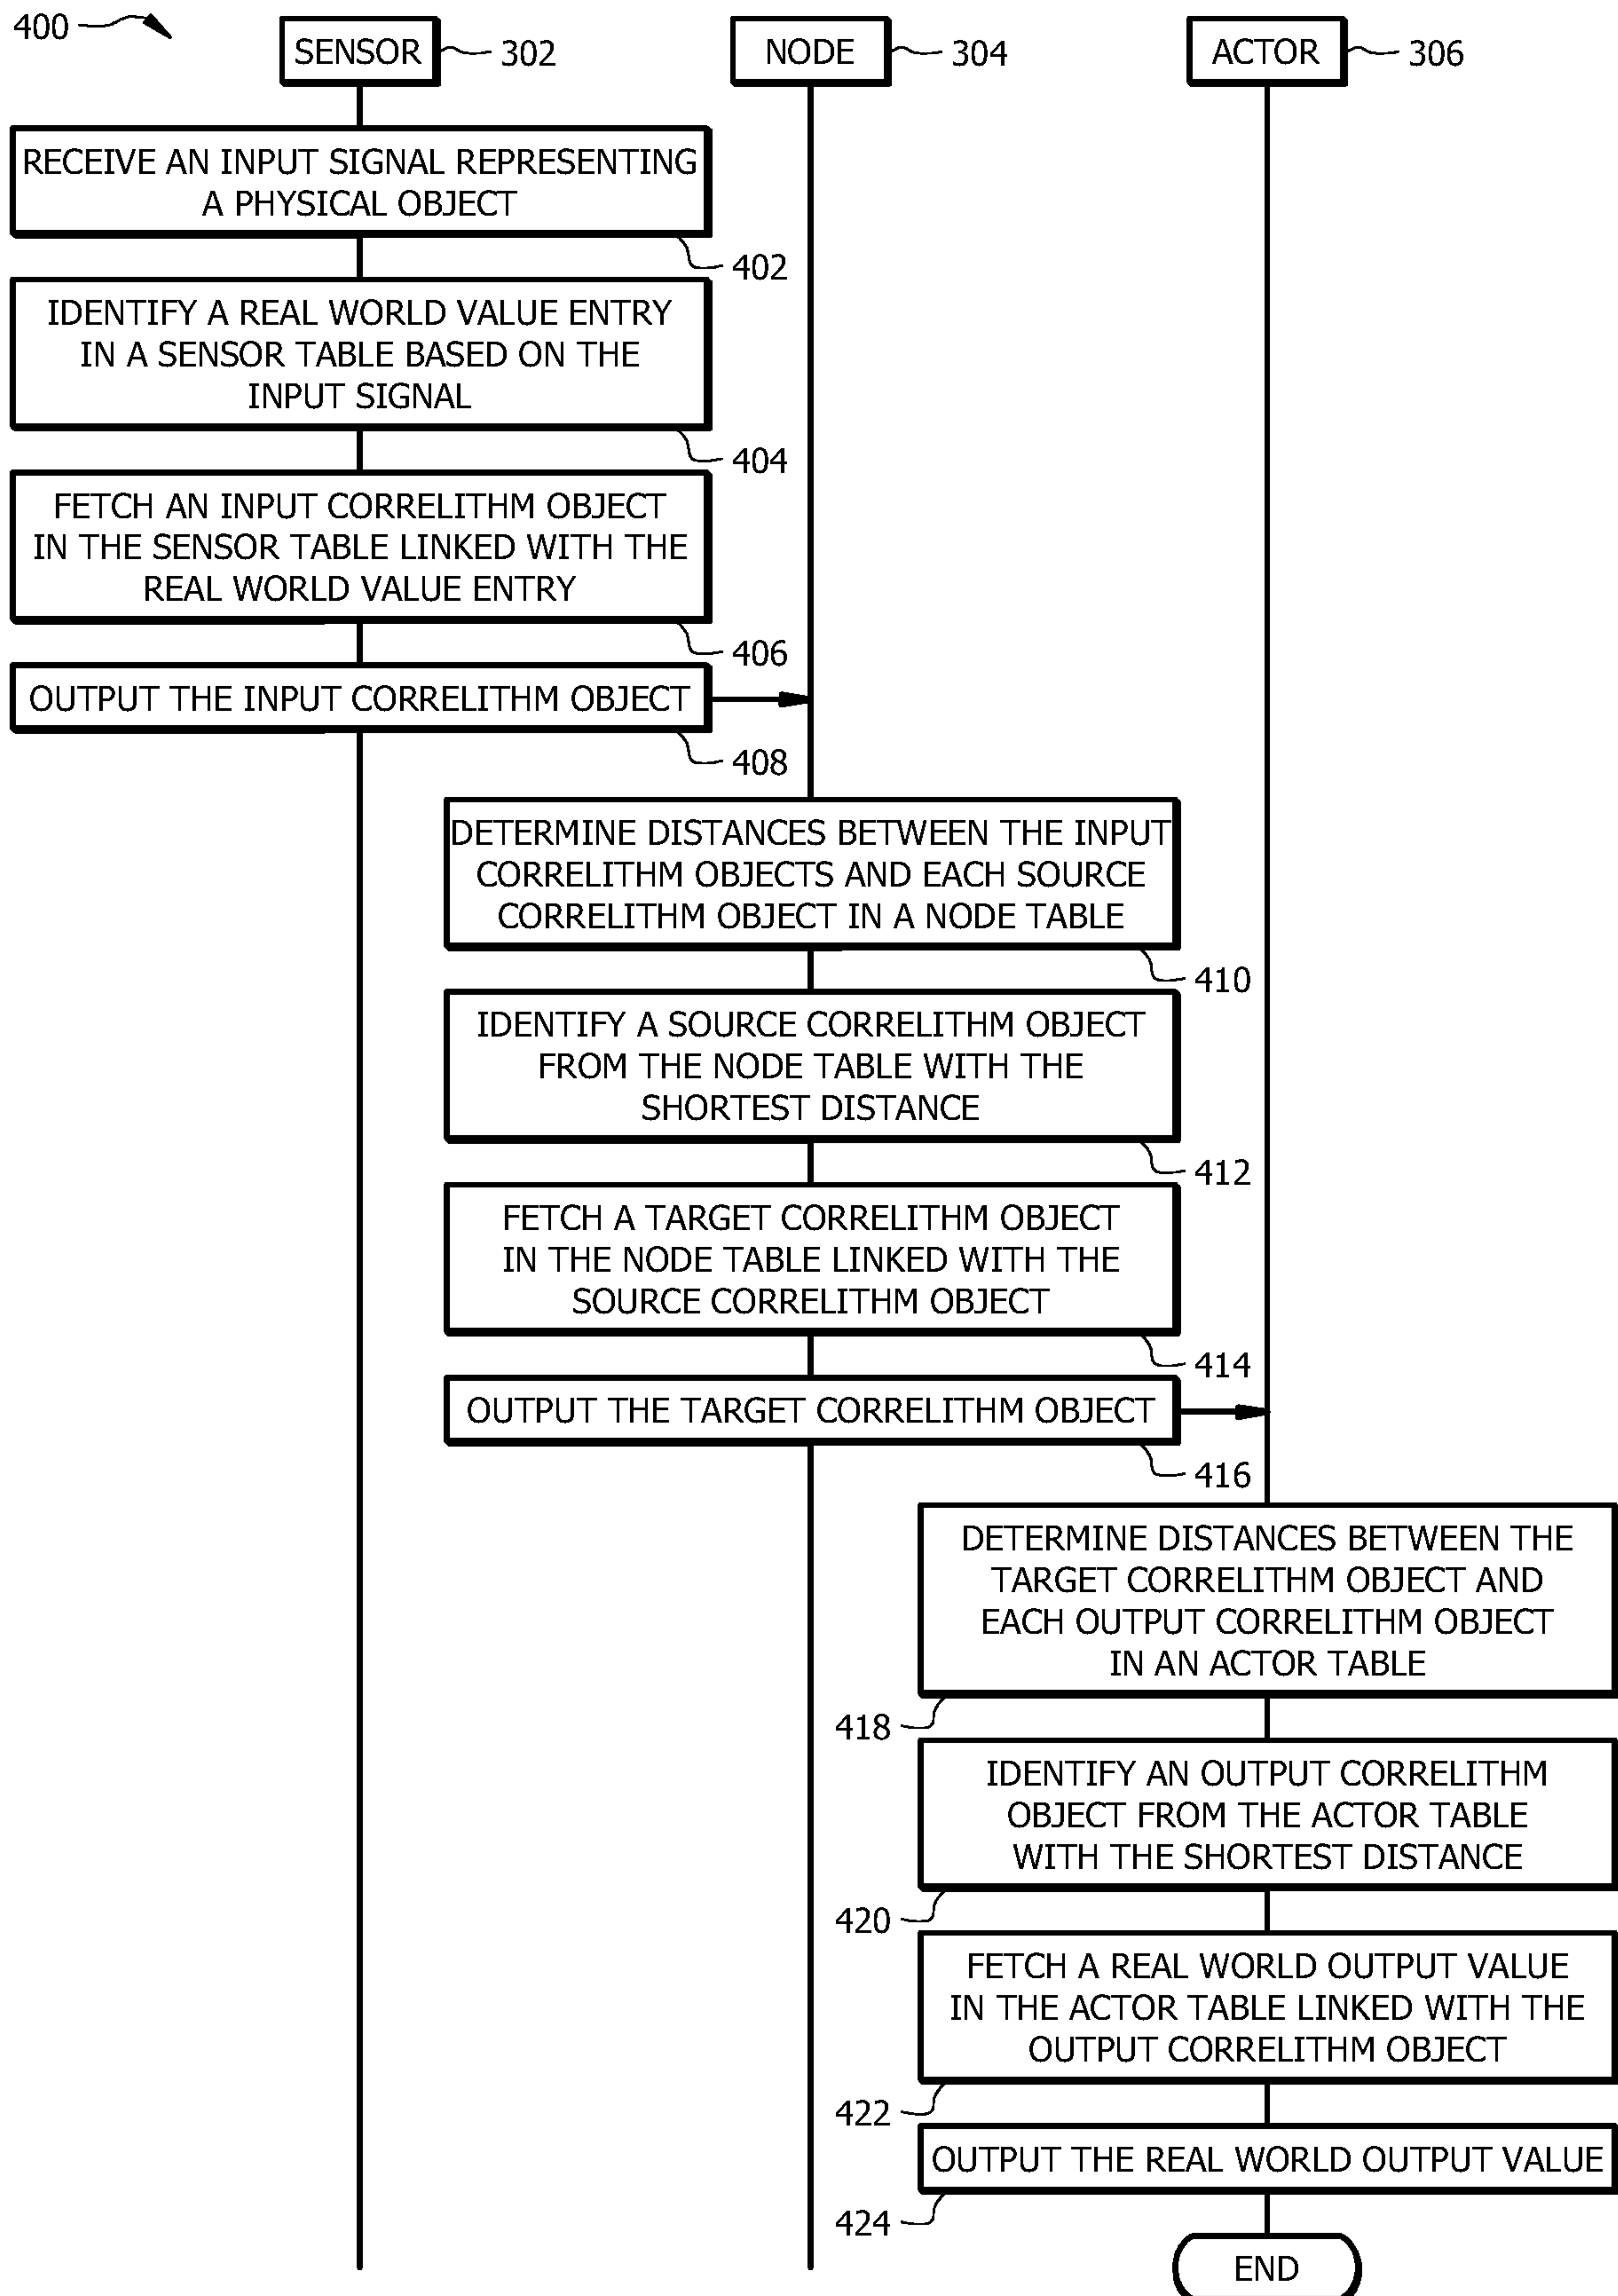 400
SENSOR
302
NODE
304
ACTOR
306
RECEIVE AN INPUT SIGNAL REPRESENTING
A PHYSICAL OBJECT
402
IDENTIFY A REAL WORLD VALUE ENTRY
IN A SENSOR TABLE BASED ON THE
INPUT SIGNAL
404
FETCH AN INPUT CORRELITHM OBJECT
IN THE SENSOR TABLE LINKED WITH THE
REAL WORLD VALUE ENTRY
406
OUTPUT THE INPUT CORRELITHM OBJECT
408
DETERMINE DISTANCES BETWEEN THE INPUT
CORRELITHM OBJECTS AND EACH SOURCE
CORRELITHM OBJECT IN A NODE TABLE
410
IDENTIFY A SOURCE CORRELITHM OBJECT
FROM THE NODE TABLE WITH THE
SHORTEST DISTANCE
412
FETCH A TARGET CORRELITHM OBJECT
IN THE NODE TABLE LINKED WITH THE
SOURCE CORRELITHM OBJECT
414
OUTPUT THE TARGET CORRELITHM OBJECT
416
DETERMINE DISTANCES BETWEEN THE
TARGET CORRELITHM OBJECT AND
EACH OUTPUT CORRELITHM OBJECT
IN AN ACTOR TABLE
418
IDENTIFY AN OUTPUT CORRELITHM
OBJECT FROM THE ACTOR TABLE
WITH THE SHORTEST DISTANCE
420
FETCH A REAL WORLD OUTPUT VALUE
IN THE ACTOR TABLE LINKED WITH THE
OUTPUT CORRELITHM OBJECT
422
OUTPUT THE REAL WORLD OUTPUT VALUE
424
END